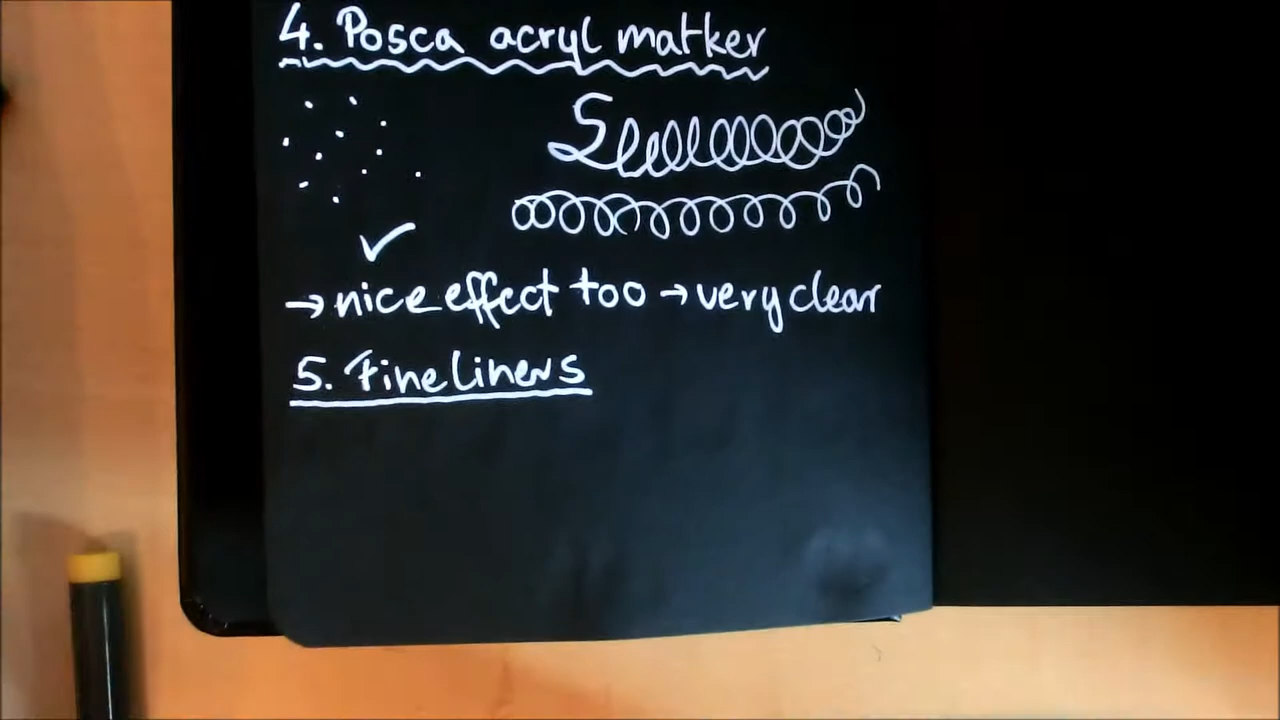 4. Posca acryl marker
→ nice effect too → very clear
5. Fineliners